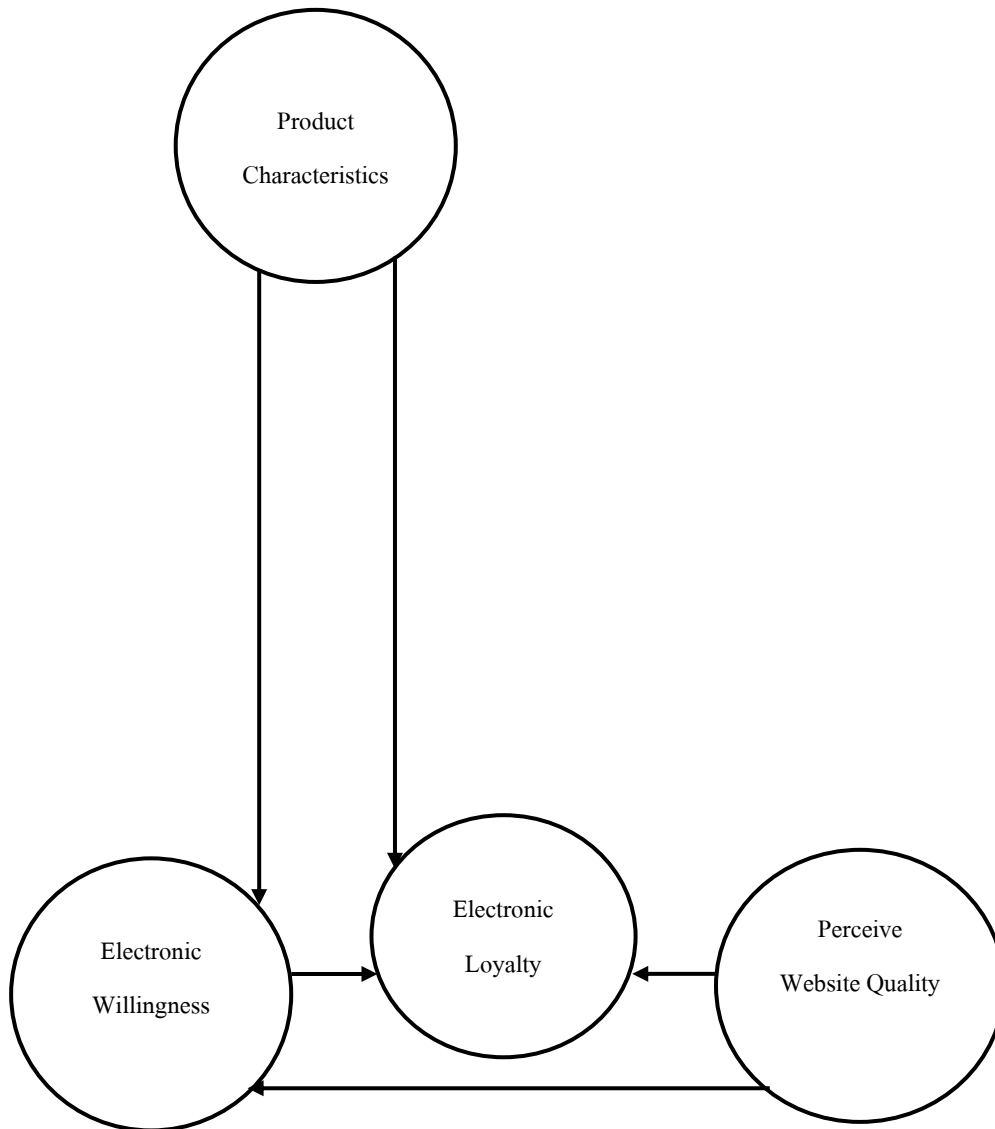 Product
Characteristics
Electronic
Willingness
Electronic
Loyalty
Perceive
Website Quality